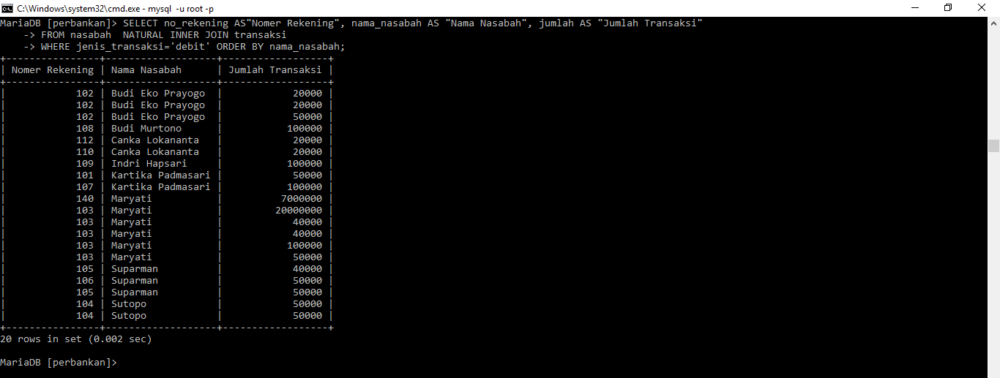 C:\Windows\system32\cmd.exe - mysql  -u root -p
MariaDB [perbankan]> SELECT no_rekening AS"Nomer Rekening", nama_nasabah AS "Nama Nasabah", jumlah AS "Jumlah Transaksi"
    -> FROM nasabah  NATURAL INNER JOIN transaksi
    -> WHERE jenis_transaksi='debit' ORDER BY nama_nasabah;
+----------------+-------------------+------------------+
| Nomer Rekening | Nama Nasabah      | Jumlah Transaksi |
+----------------+-------------------+------------------+
|            102 | Budi Eko Prayogo  |            20000 |
|            102 | Budi Eko Prayogo  |            20000 |
|            102 | Budi Eko Prayogo  |            50000 |
|            108 | Budi Murtono      |           100000 |
|            112 | Canka Lokananta   |            20000 |
|            110 | Canka Lokananta   |            20000 |
|            109 | Indri Hapsari     |           100000 |
|            101 | Kartika Padmasari |            50000 |
|            107 | Kartika Padmasari |           100000 |
|            140 | Maryati           |          7000000 |
|            103 | Maryati           |         20000000 |
|            103 | Maryati           |            40000 |
|            103 | Maryati           |            40000 |
|            103 | Maryati           |           100000 |
|            103 | Maryati           |            50000 |
|            105 | Suparman          |            40000 |
|            106 | Suparman          |            50000 |
|            105 | Suparman          |            50000 |
|            104 | Sutopo            |            50000 |
|            104 | Sutopo            |            50000 |
+----------------+-------------------+------------------+
20 rows in set (0.002 sec)
MariaDB [perbankan]>